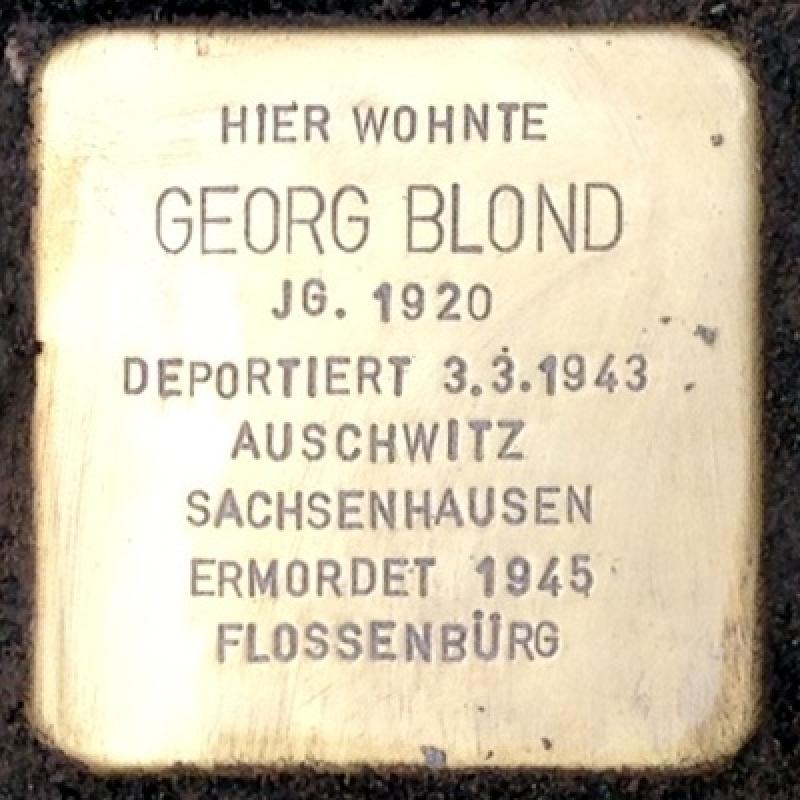 HIER WOHNTE
GEORG BLOND
JG. 1920
DEPORTIERT 3.3.1943
AUSCHWITZ
SACHSENHAUSEN
ERMORDET 1945
FLOSSENBÜRG